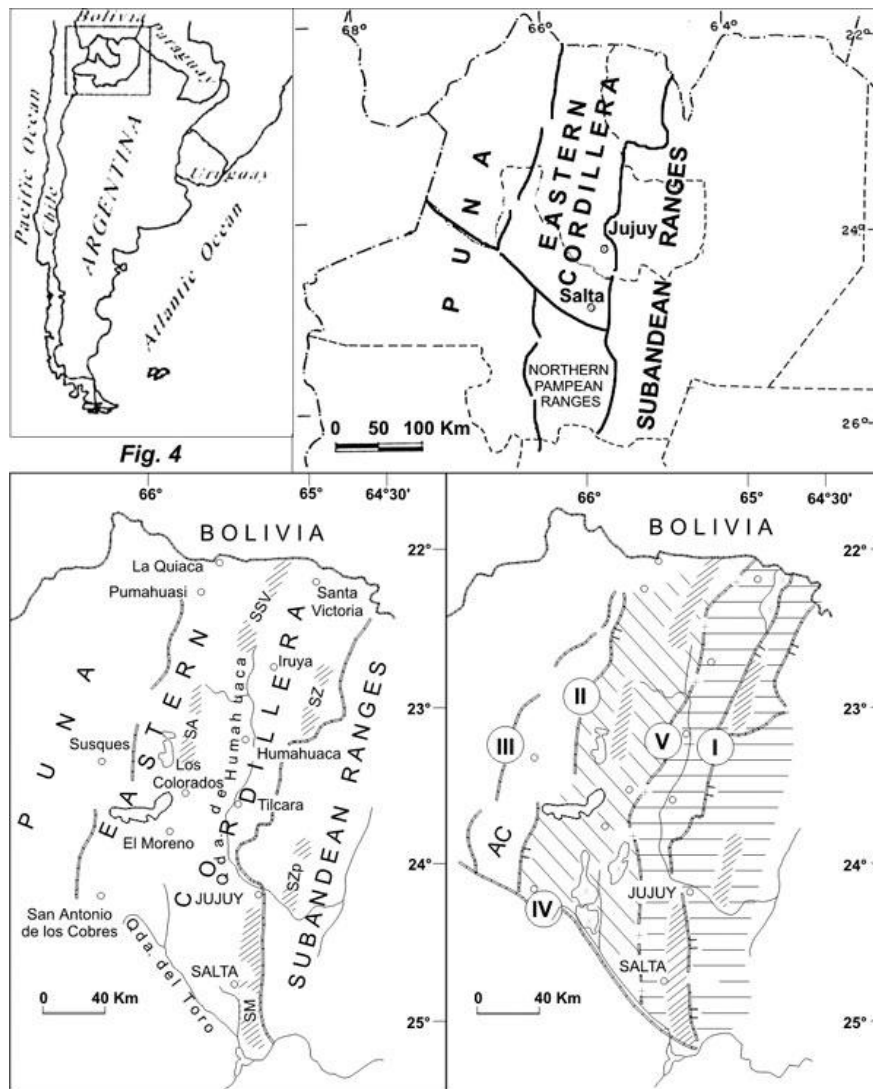 Bolivia
Paraguay
Pacific Ocean
Chile
ARGENTINA
Uruguay
Atlantic Ocean
Fig. 4
68°
66°
64°
22°
24°
26°
PUNA
EASTERN
CORDILLERA
SUBANDEAN RANGES
Jujuy
Salta
NORTHERN
PAMPEAN
RANGES
0 50 100 Km
66°
65°
64°30'
BOLIVIA
22°
La Quiaca
Pumahuasi
SSV
Santa
Victoria
Iruya
SZ
PUNA
EASTERN
CORDILLERA
SUBANDEAN RANGES
Qda. de Humahuaca
SA
23°
Susques
Humahuaca
Los
Colorados
Tilcara
El Moreno
SZp
24°
JUJUY
San Antonio
de los Cobres
Qda. del Toro
SALTA
SM
0 40 Km
25°
66°
65°
64°30'
BOLIVIA
22°
II
III
V
I
23°
AC
24°
JUJUY
IV
SALTA
0 40 Km
25°